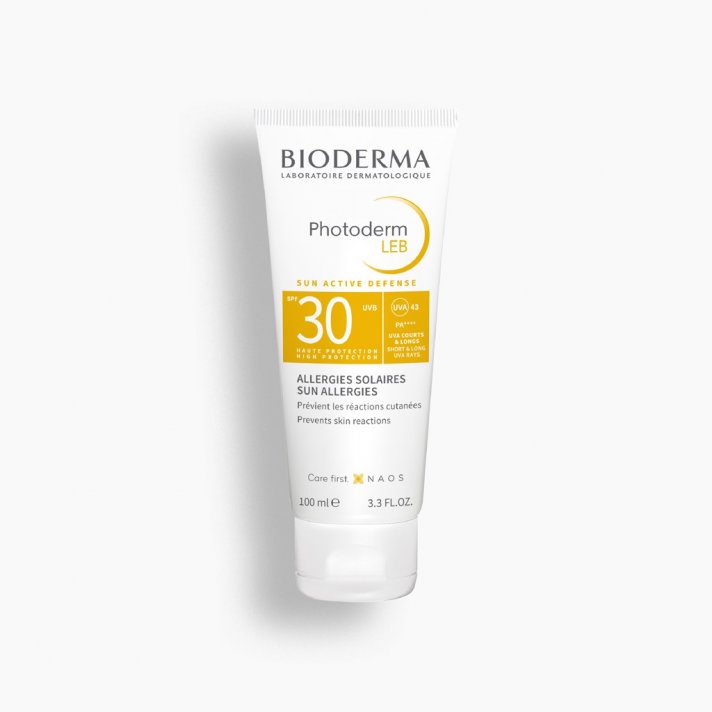 BIODERMA
LABORATOIRE DERMATOLOGIQUE
Photoderm
LEB
SUN ACTIVE DEFENSE
SPF 30 UVB
HAUTE PROTECTION
HIGH PROTECTION
UVA 43
PA++++
UVA COURTS
& LONGS
SHORT & LONG
UVA RAYS
ALLERGIES SOLAIRES
SUN ALLERGIES
Prévient les réactions cutanées
Prevents skin reactions
Care first. NAOS
100 ml ℮ 3.3 FL.OZ.